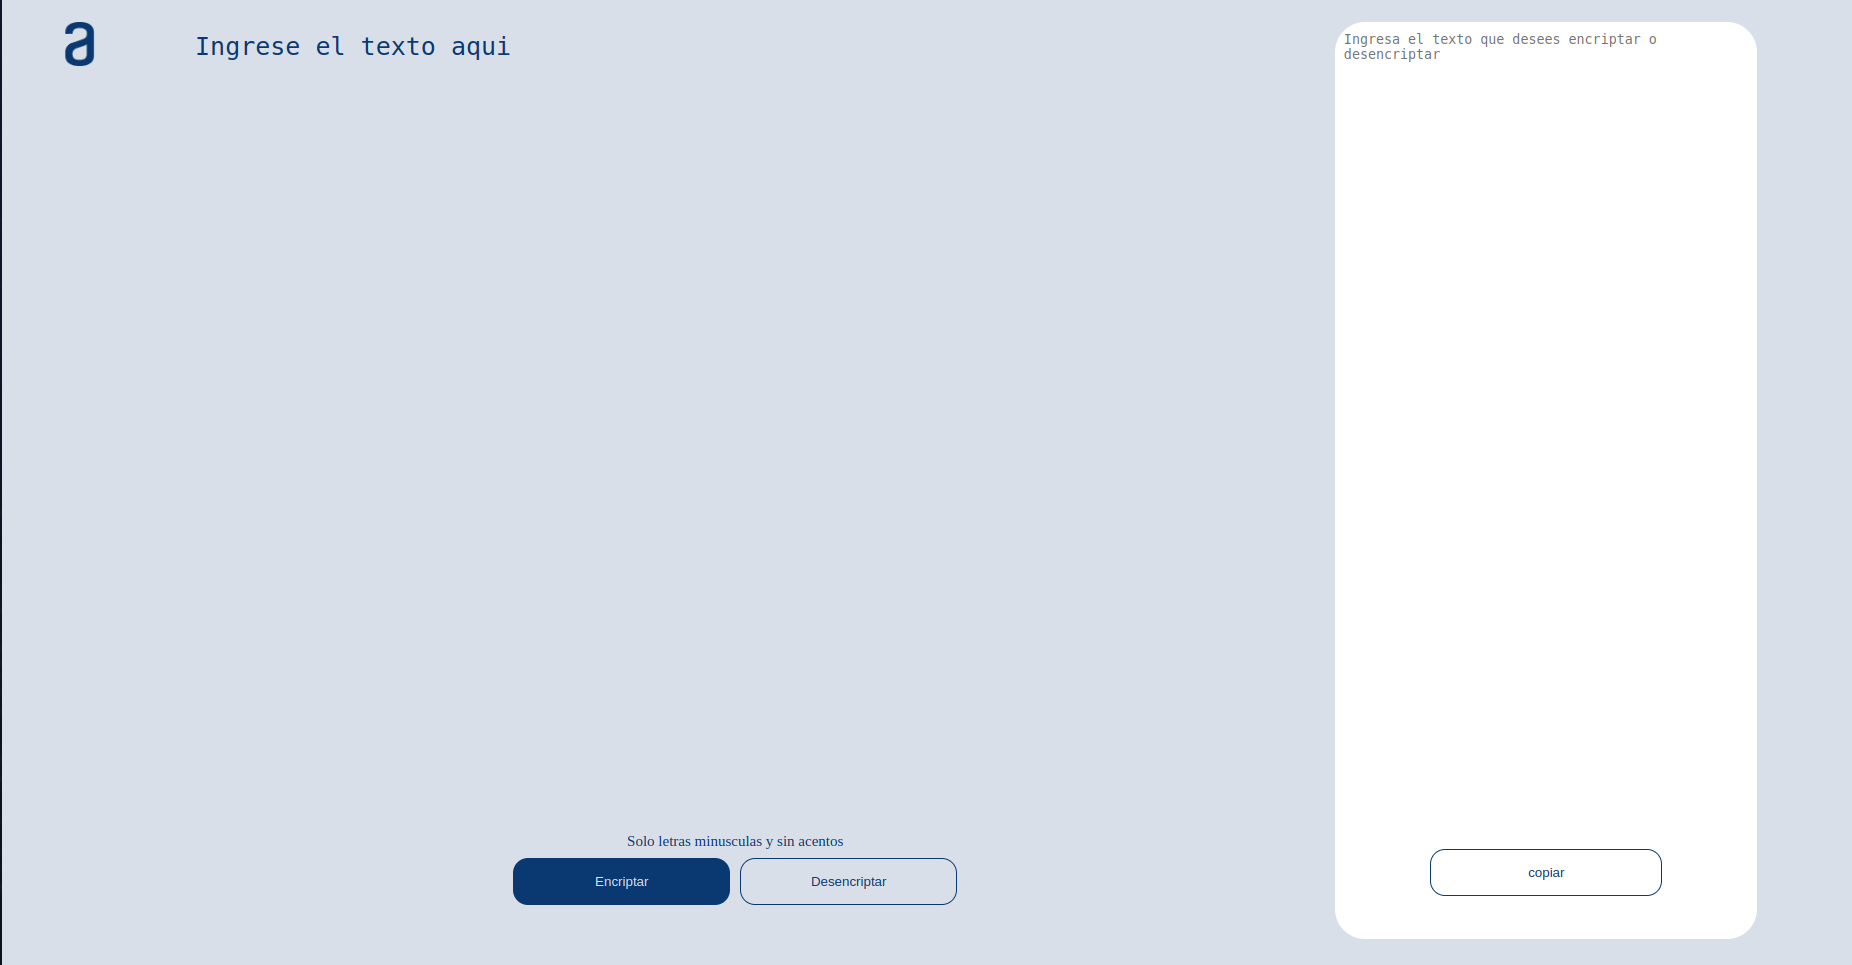 a
Ingrese el texto aqui
Ingresa el texto que desees encriptar o
desencriptar
Solo letras minusculas y sin acentos
Encriptar
Desencriptar
copiar